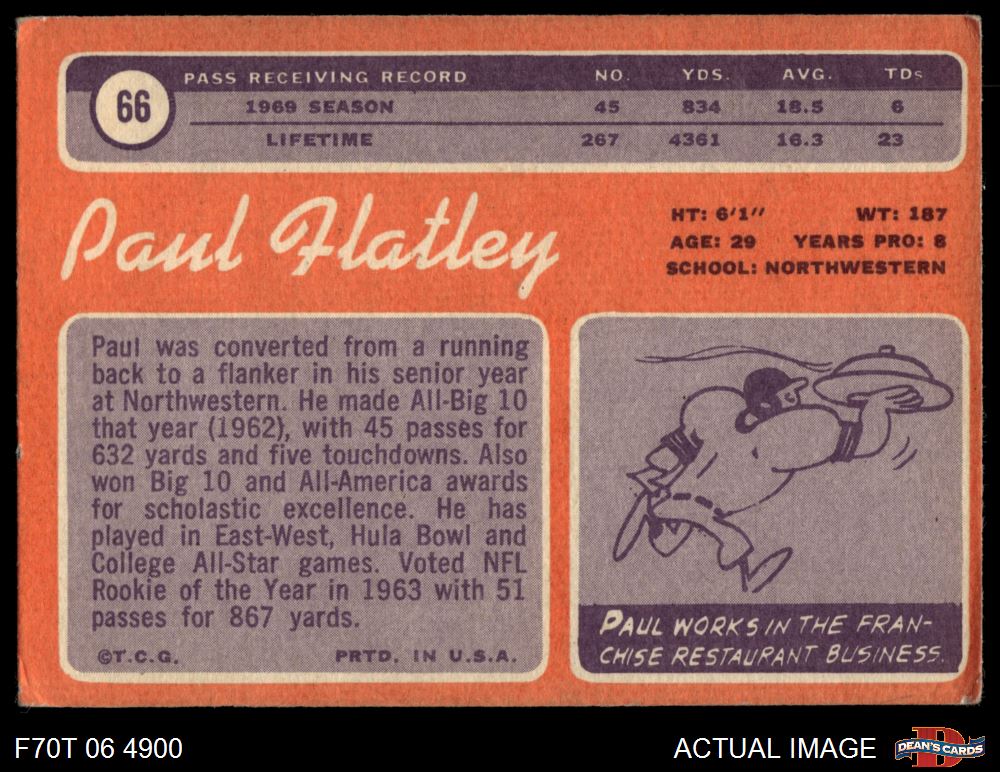 66
PASS RECEIVING RECORD NO. YDS. AVG. TDs
1969 SEASON 45 834 18.5 6
LIFETIME 267 4361 16.3 23
Paul Flatley
HT: 6'1" WT: 187
AGE: 29 YEARS PRO: 8
SCHOOL: NORTHWESTERN
Paul was converted from a running
back to a flanker in his senior year
at Northwestern. He made All-Big 10
that year (1962), with 45 passes for
632 yards and five touchdowns. Also
won Big 10 and All-America awards
for scholastic excellence. He has
played in East-West, Hula Bowl and
College All-Star games. Voted NFL
Rookie of the Year in 1963 with 51
passes for 867 yards.
©T.C.G. PRTD. IN U.S.A.
PAUL WORKS IN THE FRAN-
CHISE RESTAURANT BUSINESS.
F70T 06 4900
ACTUAL IMAGE
D
DEAN'S CARDS